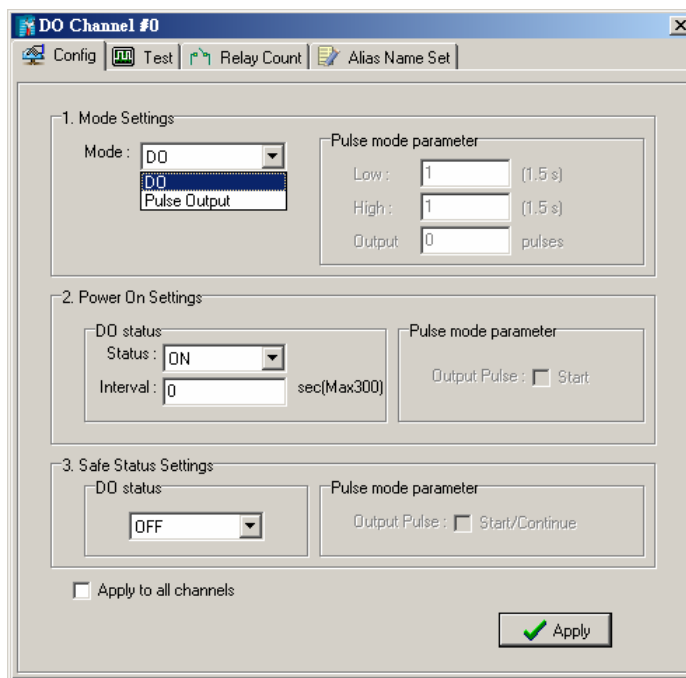 DO Channel #0
Config Test Relay Count Alias Name Set
1. Mode Settings
Mode : DO
DO
Pulse Output
Pulse mode parameter
Low : 1 (1.5 s)
High : 1 (1.5 s)
Output 0 pulses
2. Power On Settings
DO status
Status : ON
Interval : 0 sec(Max300)
Pulse mode parameter
Output Pulse : Start
3. Safe Status Settings
DO status
OFF
Pulse mode parameter
Output Pulse : Start/Continue
Apply to all channels
Apply